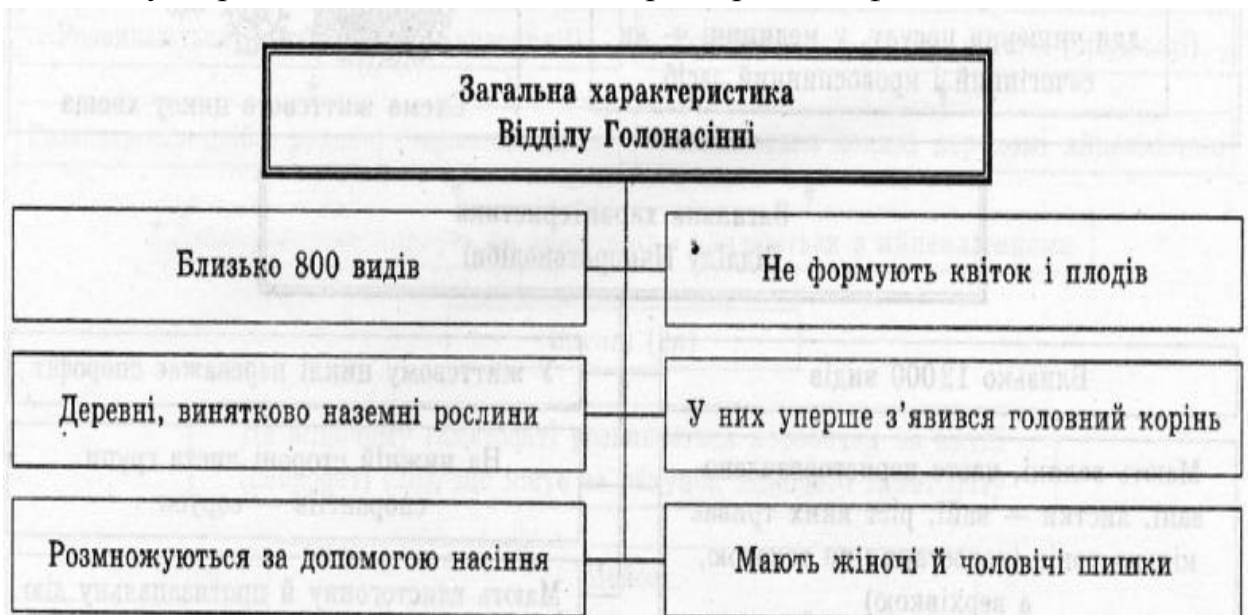 Загальна характеристика
Відділу Голонасінні
Близько 800 видів
Не формують квіток і плодів
Деревні, винятково наземні рослини
У них уперше з’явився головний корінь
Розмножуються за допомогою насіння
Мають жіночі й чоловічі шишки